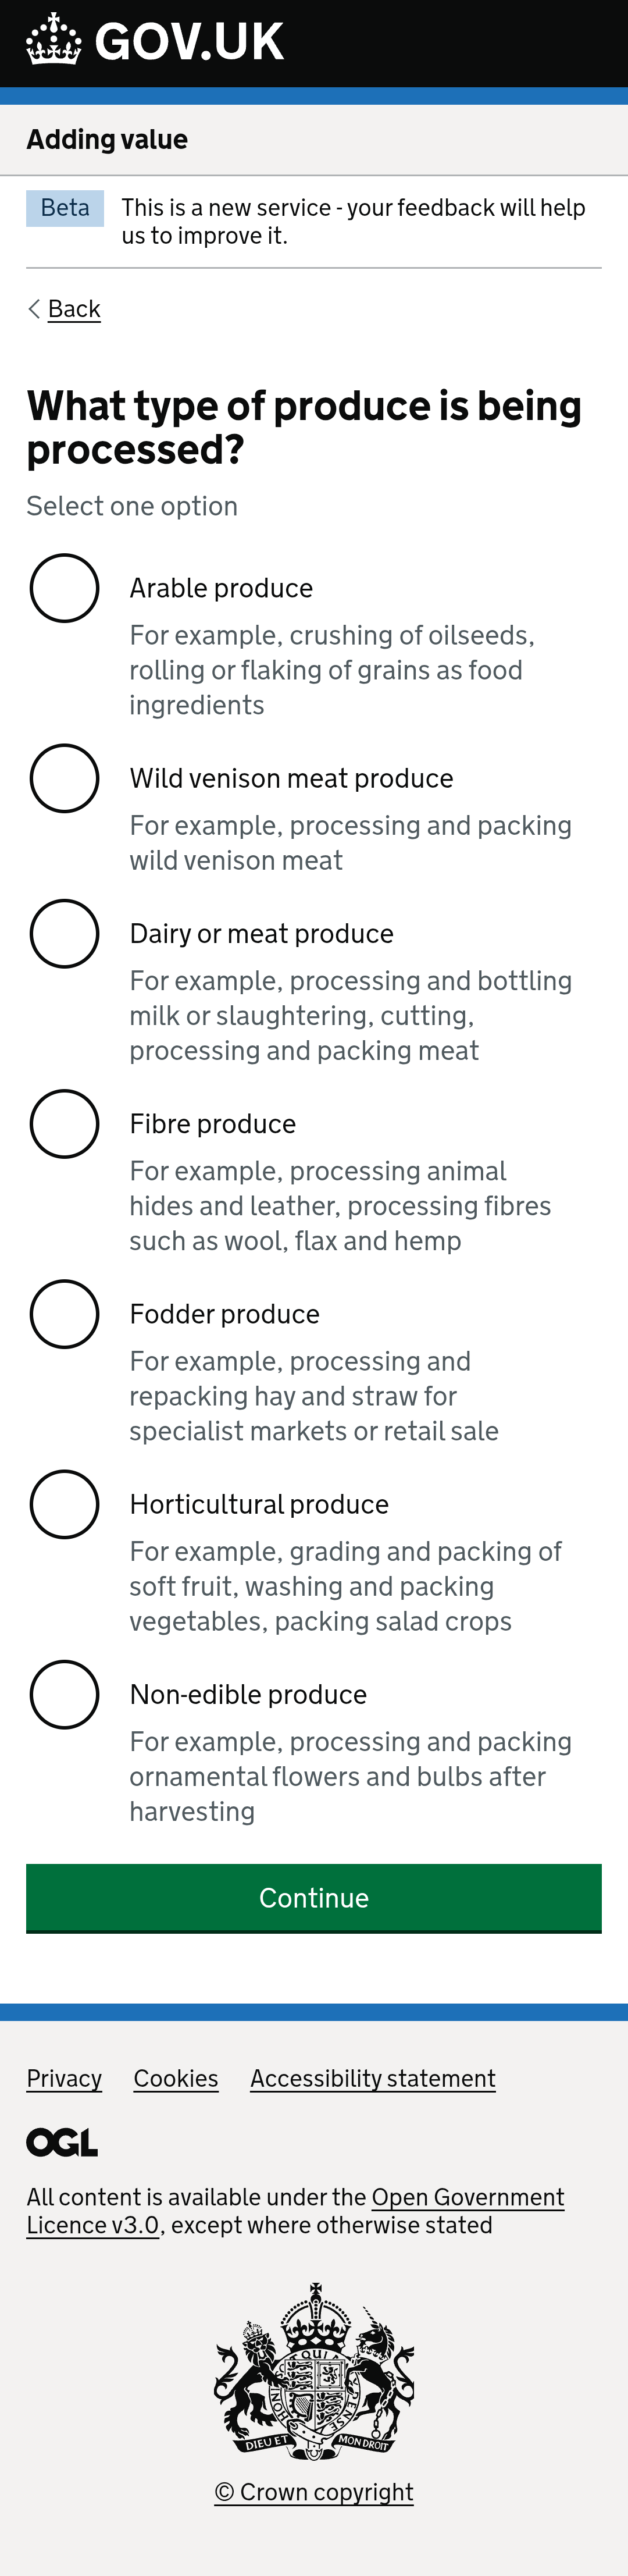 GOV.UK
Adding value
Beta
This is a new service - your feedback will help
us to improve it.
Back
What type of produce is being
processed?
Select one option
Arable produce
For example, crushing of oilseeds,
rolling or flaking of grains as food
ingredients
Wild venison meat produce
For example, processing and packing
wild venison meat
Dairy or meat produce
For example, processing and bottling
milk or slaughtering, cutting,
processing and packing meat
Fibre produce
For example, processing animal
hides and leather, processing fibres
such as wool, flax and hemp
Fodder produce
For example, processing and
repacking hay and straw for
specialist markets or retail sale
Horticultural produce
For example, grading and packing of
soft fruit, washing and packing
vegetables, packing salad crops
Non-edible produce
For example, processing and packing
ornamental flowers and bulbs after
harvesting
Continue
Privacy Cookies Accessibility statement
OGL
All content is available under the Open Government
Licence v3.0, except where otherwise stated
DIEU ET MON DROIT
© Crown copyright